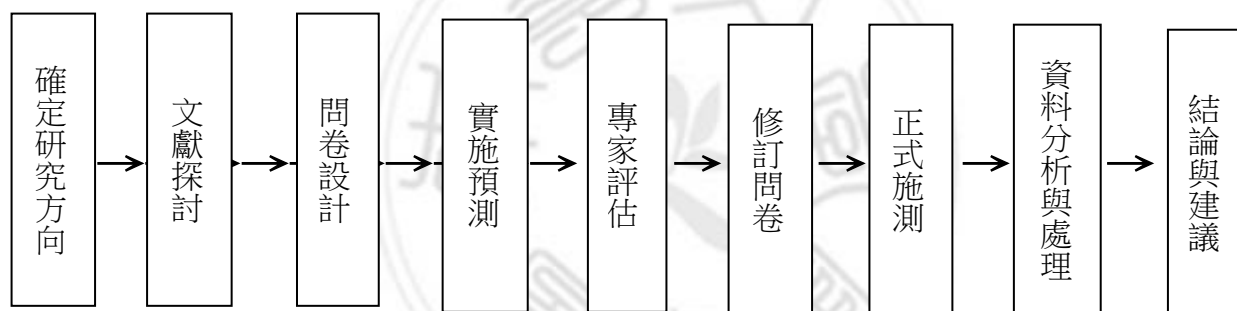 確定研究方向
文獻探討
問卷設計
實施預測
專家評估
修訂問卷
正式施測
資料分析與處理
結論與建議